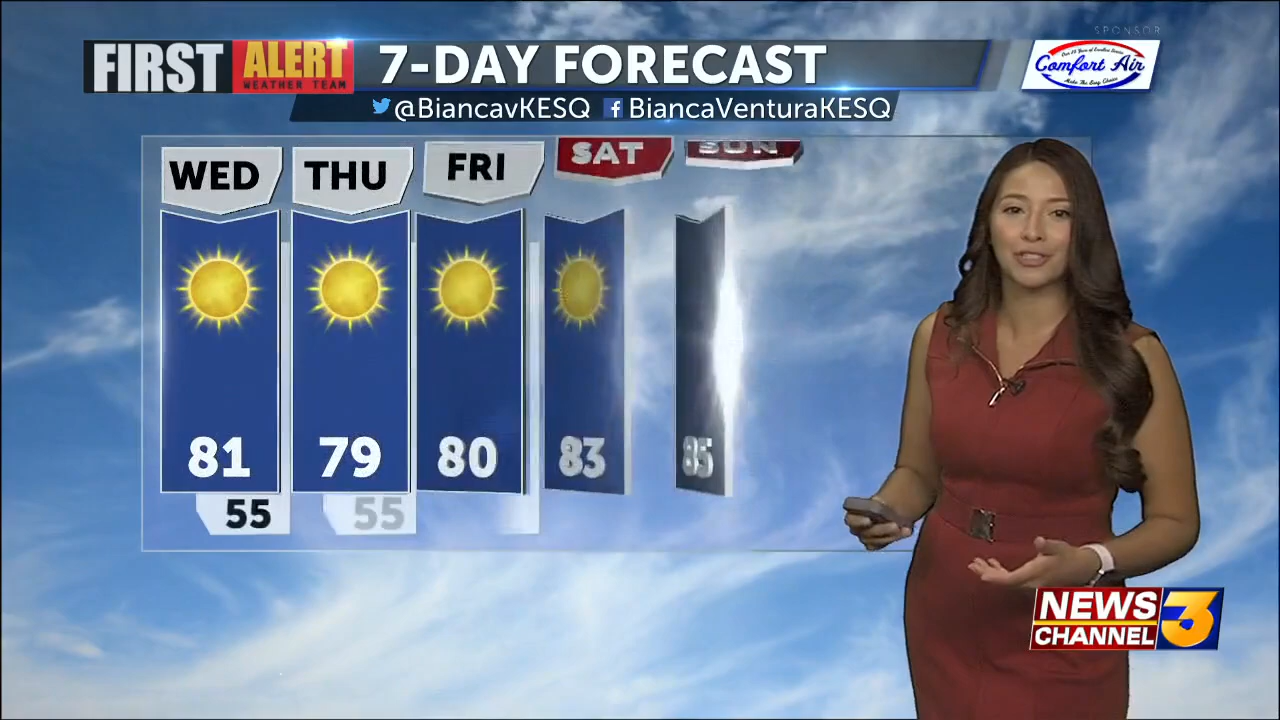 SPONSOR
FIRST ALERT WEATHER TEAM 7-DAY FORECAST
Comfort Air
@BiancavKESQ BiancaVenturaKESQ
WED THU FRI SAT SUN
81 79 80 83 85
55 55
NEWS CHANNEL 3